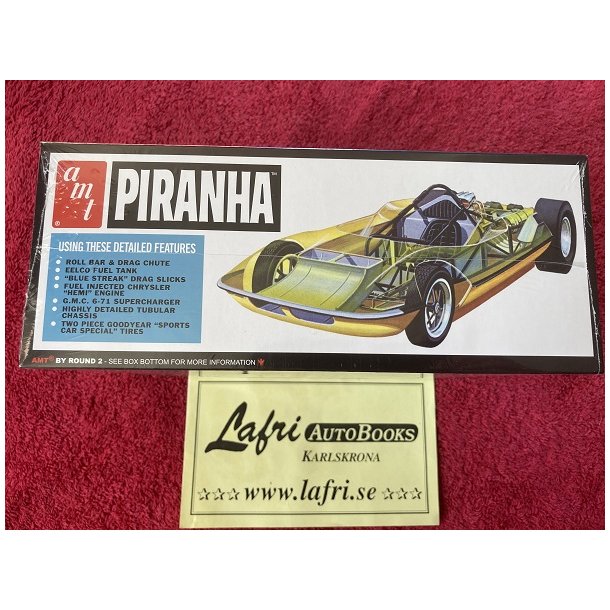 amt
®
PIRANHA™
USING THESE DETAILED FEATURES
• ROLL BAR & DRAG CHUTE
• EELCO FUEL TANK
• "BLUE STREAK" DRAG SLICKS
• FUEL INJECTED CHRYSLER
"HEMI" ENGINE
• G.M.C. 6-71 SUPERCHARGER
• HIGHLY DETAILED TUBULAR
CHASSIS
• TWO PIECE GOODYEAR "SPORTS
CAR SPECIAL" TIRES
AMT® BY ROUND 2 - SEE BOX BOTTOM FOR MORE INFORMATION
Lafri AUTOBOOKS
KARLSKRONA
☆☆☆ www.lafri.se ☆☆☆